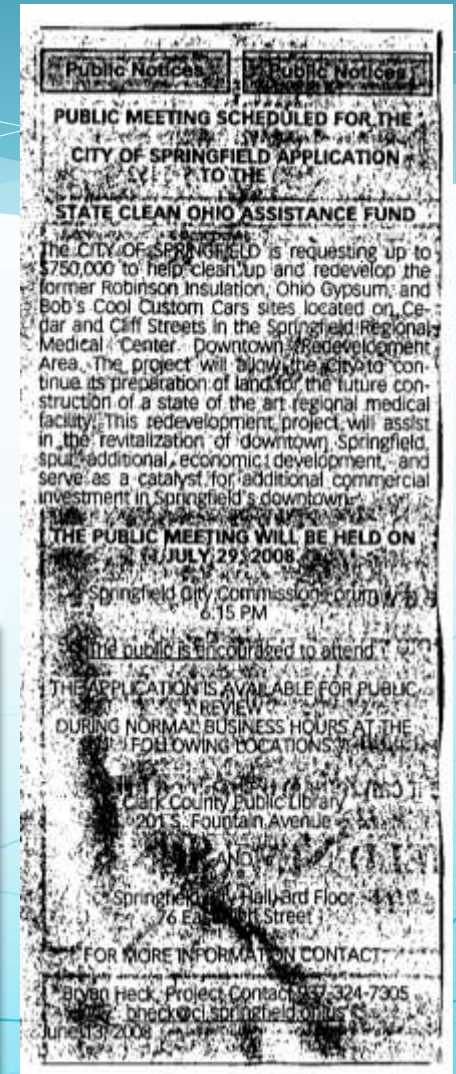 Public Notices Public Notices
PUBLIC MEETING SCHEDULED FOR THE
CITY OF SPRINGFIELD APPLICATION
TO THE
STATE CLEAN OHIO ASSISTANCE FUND
The CITY OF SPRINGFIELD is requesting up to
$750,000 to help clean up and redevelop the
former Robinson Insulation, Ohio Gypsum, and
Bob's Cool Custom Cars sites located on Ce-
dar and Cliff Streets in the Springfield Regional
Medical Center Downtown Redevelopment
Area. The project will allow the city to con-
tinue its preparation of land for the future con-
struction of a state of the art regional medical
facility. This redevelopment project will assist
in the revitalization of downtown Springfield,
spur additional economic development, and
serve as a catalyst for additional commercial
investment in Springfield's downtown.
THE PUBLIC MEETING WILL BE HELD ON
JULY 29, 2008
Springfield City Commission Forum
6:15 PM
The public is encouraged to attend
THE APPLICATION IS AVAILABLE FOR PUBLIC
REVIEW
DURING NORMAL BUSINESS HOURS AT THE
FOLLOWING LOCATIONS
Clark County Public Library
201 S. Fountain Avenue
AND
Springfield City Hall, 3rd Floor
76 East Street
FOR MORE INFORMATION CONTACT:
Bryan Heck, Project Contact 937-324-7305
bheck@ci.springfield.oh.us
June 13, 2008